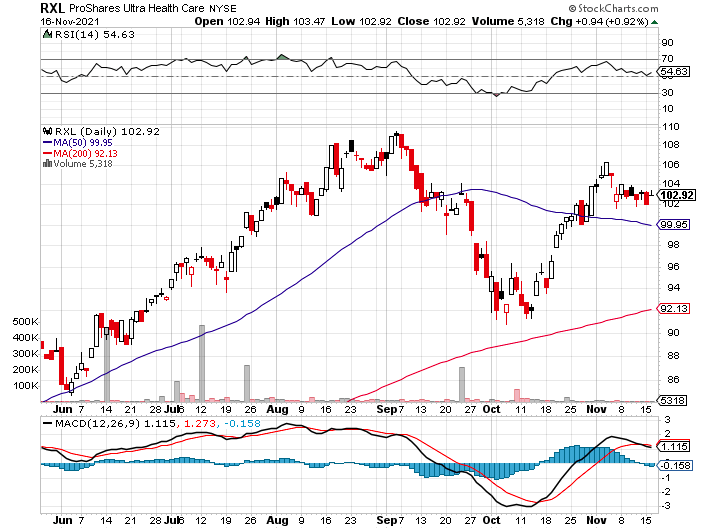 RXL ProShares Ultra Health Care NYSE © StockCharts.com
16-Nov-2021 Open 102.94 High 103.47 Low 102.92 Close 102.92 Volume 5,318 Chg +0.94 (+0.92%)
RSI(14) 54.63
90
70
54.63
50
30
10
RXL (Daily) 102.92
MA(50) 99.95
MA(200) 92.13
Volume 5,318
110
108
106
104
102.92
102
99.95
98
96
94
92.13
90
88
86
5318
500K
400K
300K
200K
100K
Jun 7 14 21 28 Jul 6 12 19 26 Aug 9 16 23 Sep 7 13 20 27 Oct 11 18 25 Nov 8 15
MACD(12,26,9) 1.115, 1.273, -0.158
3
2
1.115
-0.158
-1
-2
-3
Jun 7 14 21 28 Jul 6 12 19 26 Aug 9 16 23 Sep 7 13 20 27 Oct 11 18 25 Nov 8 15